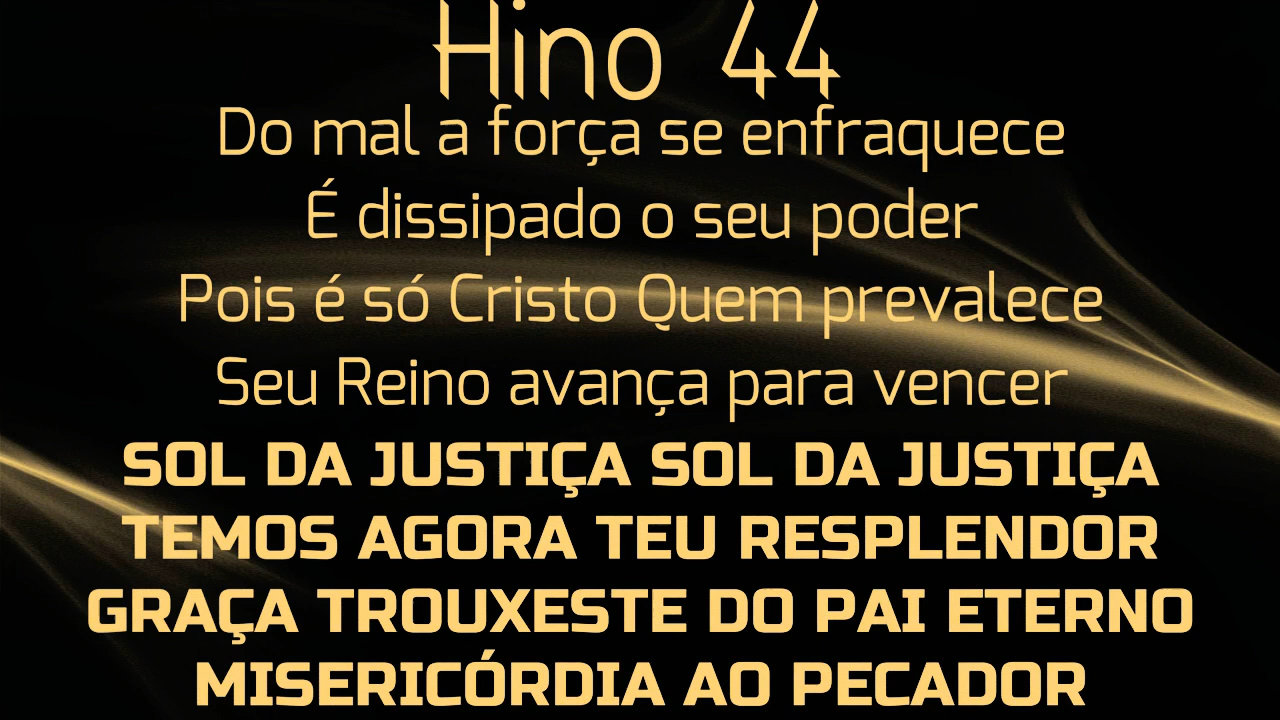 Hino 44
Do mal a força se enfraquece
É dissipado o seu poder
Pois é só Cristo Quem prevalece
Seu Reino avança para vencer
SOL DA JUSTIÇA SOL DA JUSTIÇA
TEMOS AGORA TEU RESPLENDOR
GRAÇA TROUXESTE DO PAI ETERNO
MISERICÓRDIA AO PECADOR